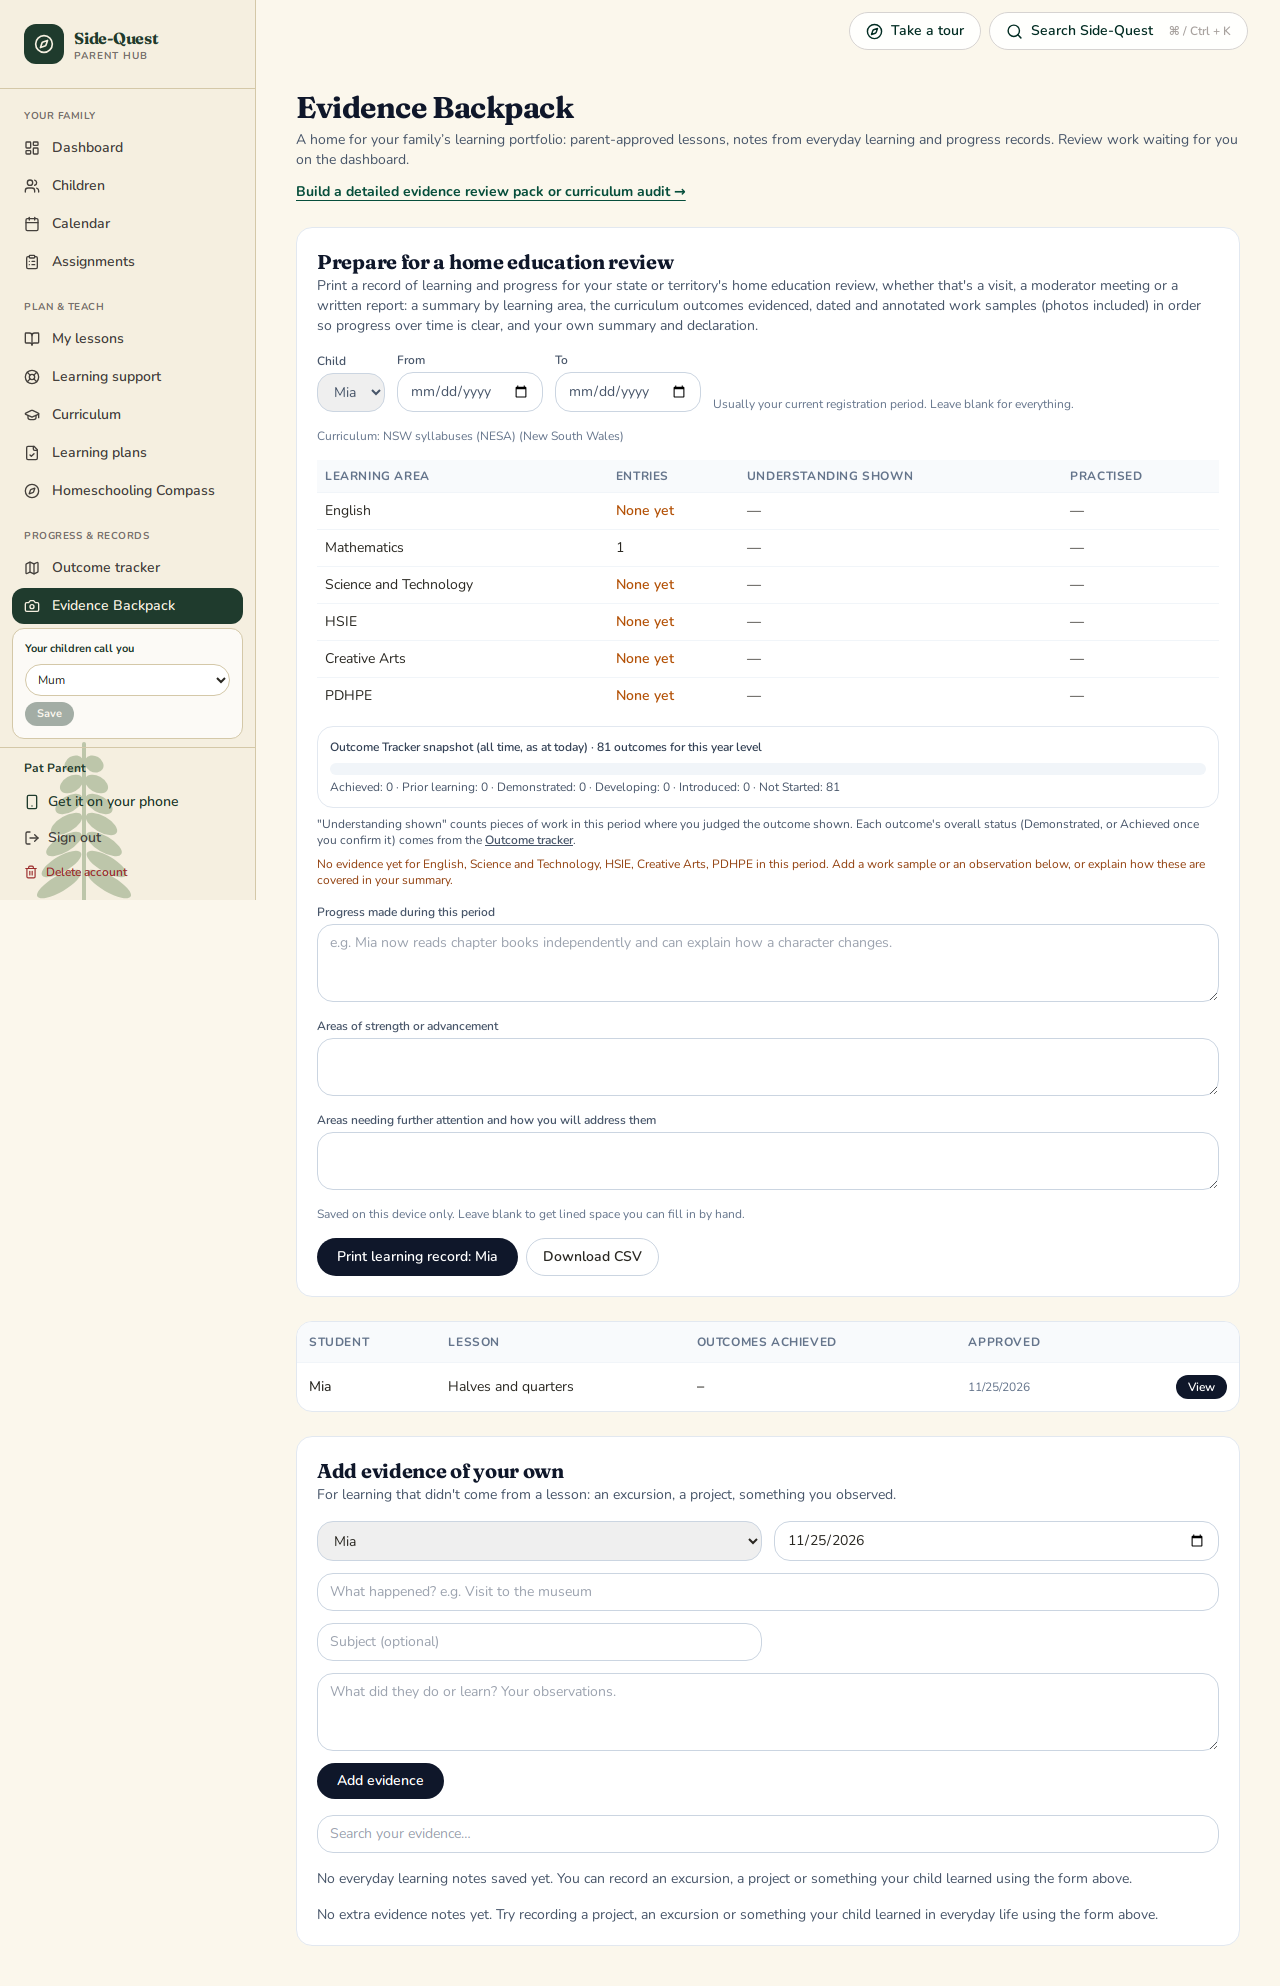 Side-Quest
PARENT HUB
Take a tour
Search Side-Quest ⌘ / Ctrl + K
YOUR FAMILY
Dashboard
Children
Calendar
Assignments
PLAN & TEACH
My lessons
Learning support
Curriculum
Learning plans
Homeschooling Compass
PROGRESS & RECORDS
Outcome tracker
Evidence Backpack
Your children call you
Mum
Save
Pat Parent
Get it on your phone
Sign out
Delete account
Evidence Backpack
A home for your family's learning portfolio: parent-approved lessons, notes from everyday learning and progress records. Review work waiting for you
on the dashboard.
Build a detailed evidence review pack or curriculum audit →
Prepare for a home education review
Print a record of learning and progress for your state or territory's home education review, whether that's a visit, a moderator meeting or a
written report: a summary by learning area, the curriculum outcomes evidenced, dated and annotated work samples (photos included) in order
so progress over time is clear, and your own summary and declaration.
Child From To
Mia mm/dd/yyyy mm/dd/yyyy Usually your current registration period. Leave blank for everything.
Curriculum: NSW syllabuses (NESA) (New South Wales)
LEARNING AREA ENTRIES UNDERSTANDING SHOWN PRACTISED
English None yet — —
Mathematics 1 — —
Science and Technology None yet — —
HSIE None yet — —
Creative Arts None yet — —
PDHPE None yet — —
Outcome Tracker snapshot (all time, as at today) · 81 outcomes for this year level
Achieved: 0 · Prior learning: 0 · Demonstrated: 0 · Developing: 0 · Introduced: 0 · Not Started: 81
"Understanding shown" counts pieces of work in this period where you judged the outcome shown. Each outcome's overall status (Demonstrated, or Achieved once
you confirm it) comes from the Outcome tracker.
No evidence yet for English, Science and Technology, HSIE, Creative Arts, PDHPE in this period. Add a work sample or an observation below, or explain how these are
covered in your summary.
Progress made during this period
e.g. Mia now reads chapter books independently and can explain how a character changes.
Areas of strength or advancement
Areas needing further attention and how you will address them
Saved on this device only. Leave blank to get lined space you can fill in by hand.
Print learning record: Mia Download CSV
STUDENT LESSON OUTCOMES ACHIEVED APPROVED
Mia Halves and quarters – 11/25/2026 View
Add evidence of your own
For learning that didn't come from a lesson: an excursion, a project, something you observed.
Mia 11/25/2026
What happened? e.g. Visit to the museum
Subject (optional)
What did they do or learn? Your observations.
Add evidence
Search your evidence...
No everyday learning notes saved yet. You can record an excursion, a project or something your child learned using the form above.
No extra evidence notes yet. Try recording a project, an excursion or something your child learned in everyday life using the form above.